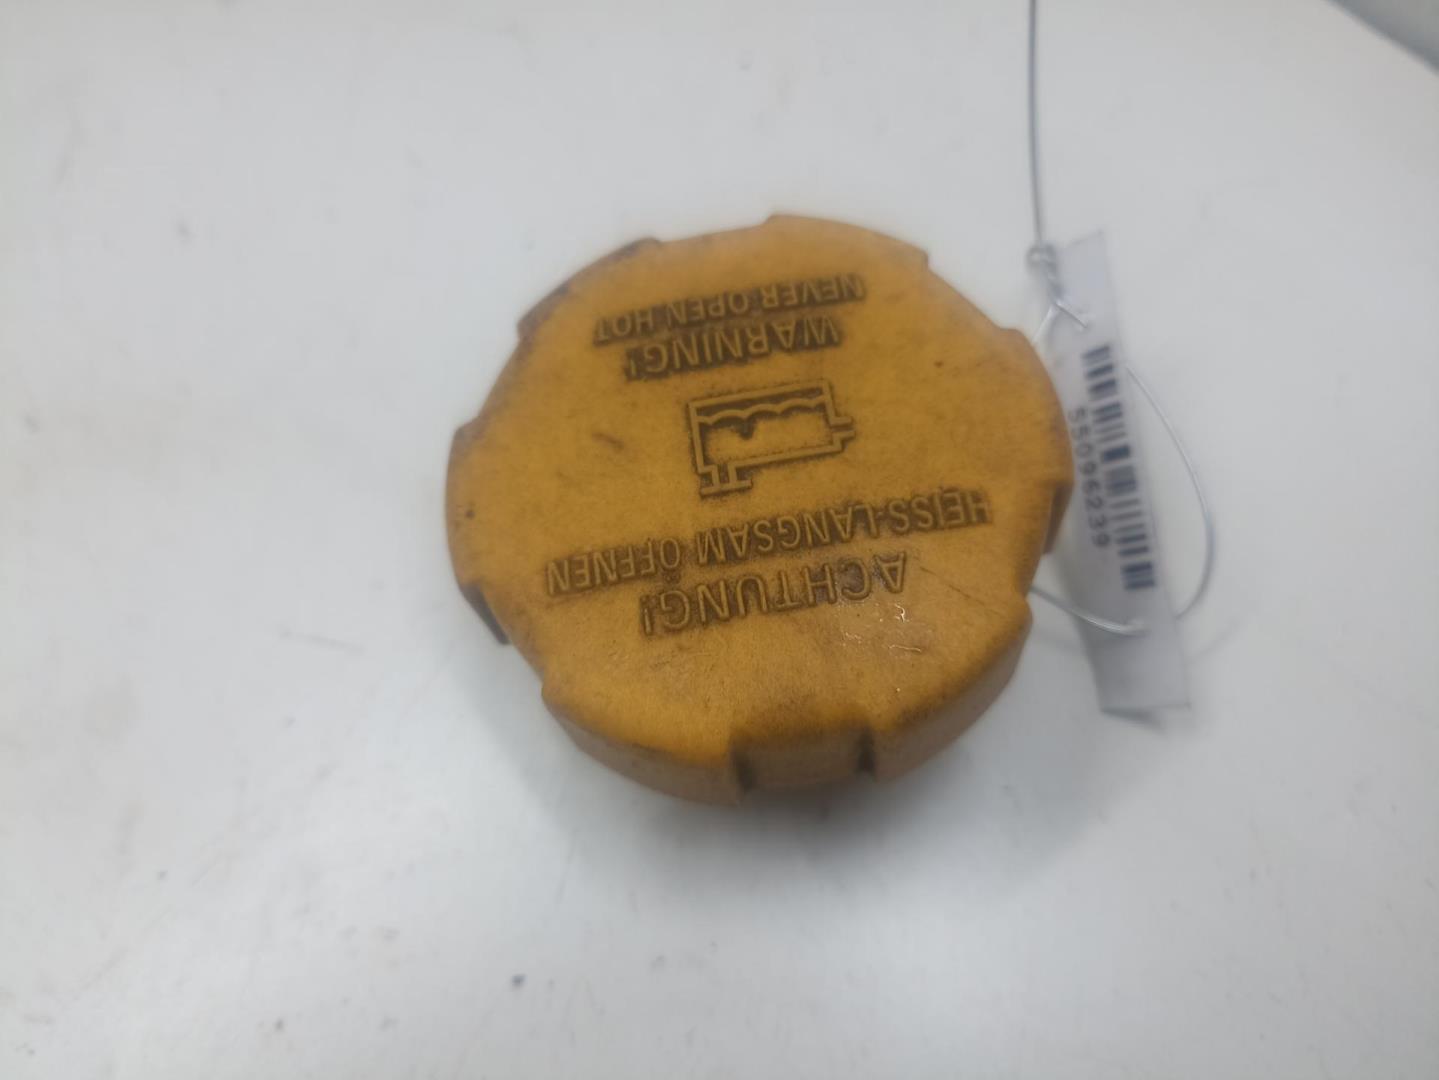 ACHTUNG!
HEISS-LANGSAM ÖFFNEN
WARNING!
NEVER OPEN HOT
55096239